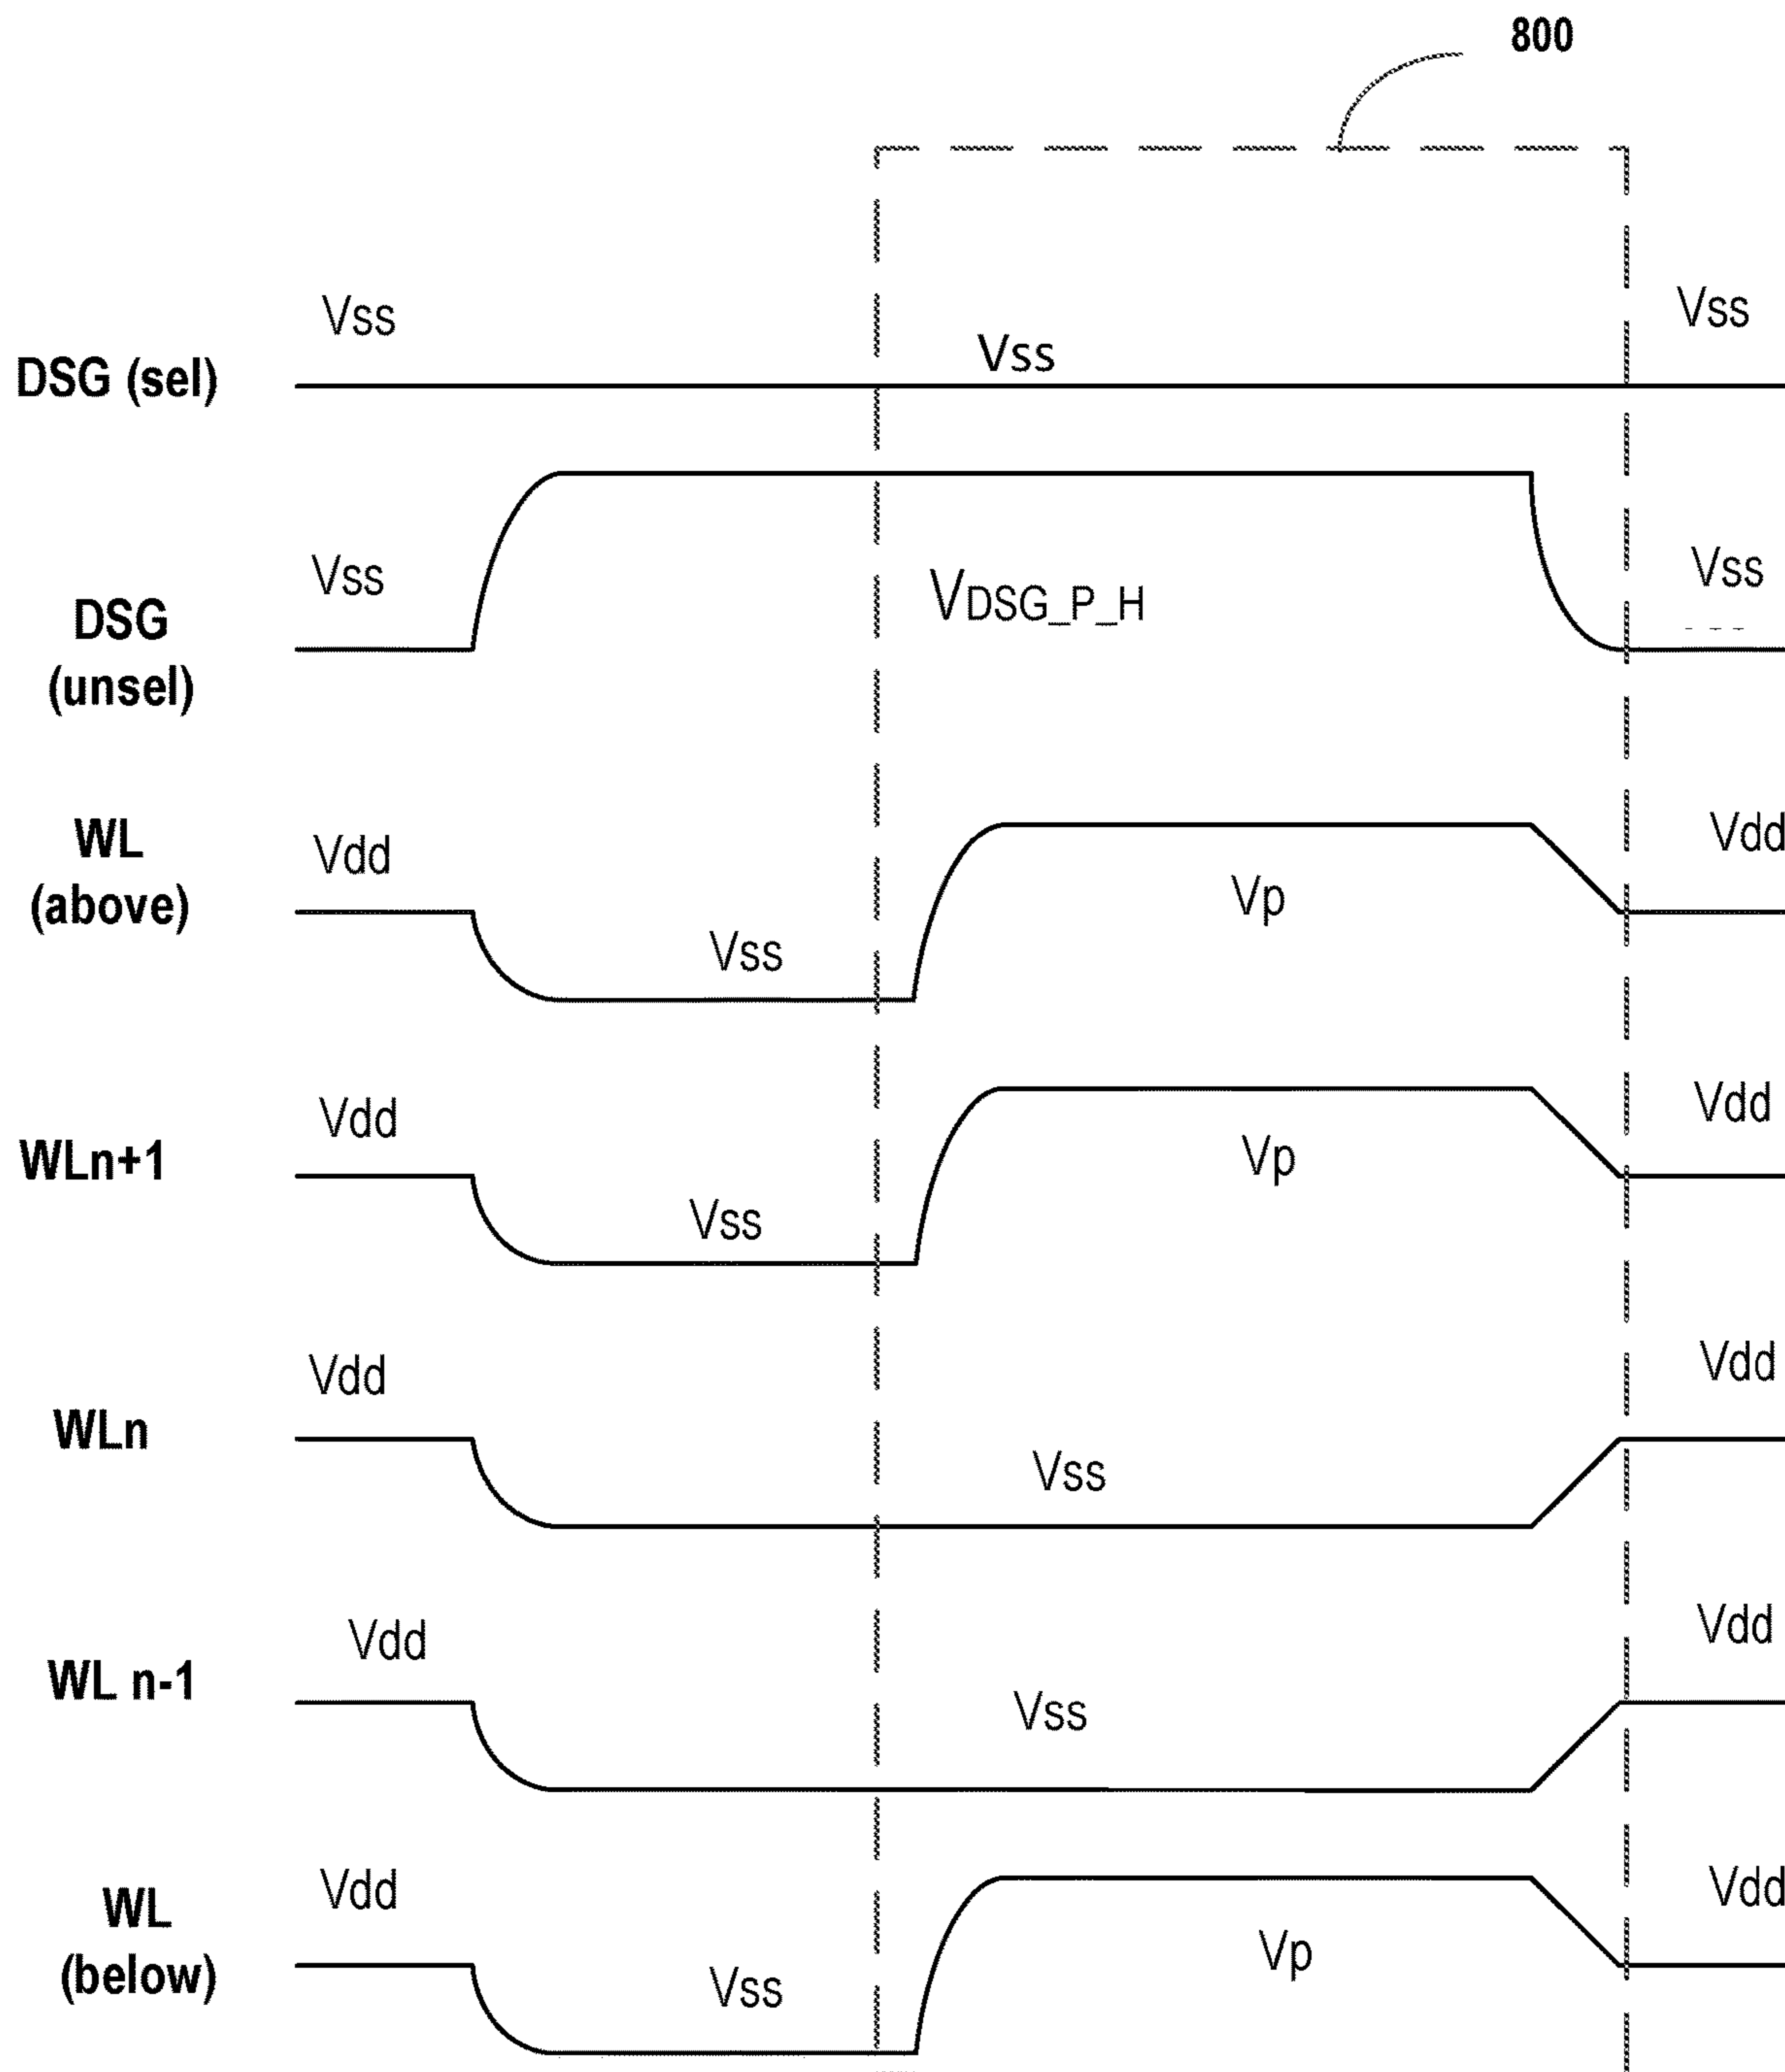 800
Vss
Vss
Vss
DSG (sel)
Vss
Vss
DSG
(unsel)
VDSG_P_H
WL
(above)
Vdd
Vdd
Vp
Vss
Vdd
Vdd
WLn+1
Vp
Vss
Vdd
Vdd
WLn
Vss
Vdd
Vdd
WL n-1
Vss
Vdd
Vdd
WL
(below)
Vp
Vss